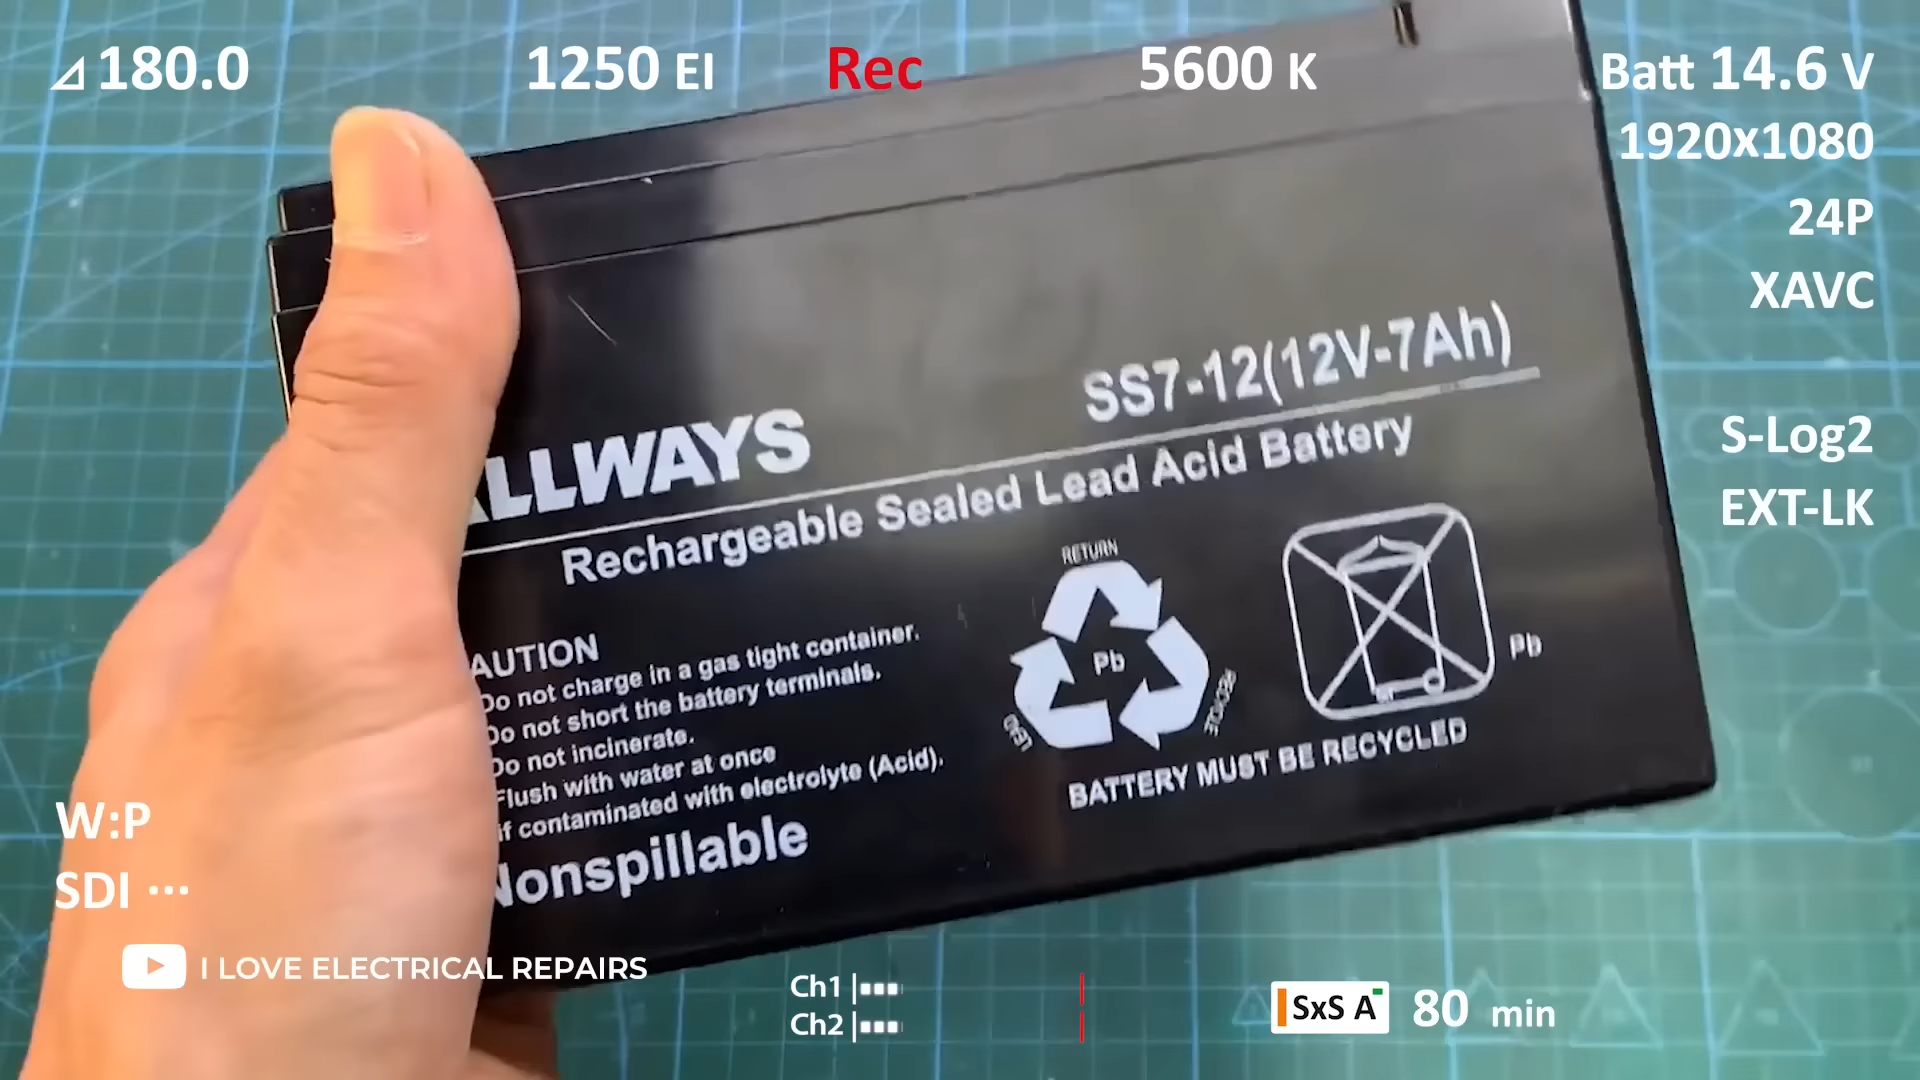 180.0
1250 EI
Rec
5600 K
Batt 14.6 V
1920x1080
24P
XAVC
S-Log2
EXT-LK
SS7-12(12V-7Ah)
ALLWAYS
Rechargeable Sealed Lead Acid Battery
AUTION
Do not charge in a gas tight container.
Do not short the battery terminals.
Do not incinerate.
Flush with water at once
if contaminated with electrolyte (Acid).
Nonspillable
RETURN
Pb
LEAD
RECYCLE
Pb
BATTERY MUST BE RECYCLED
W:P
SDI ...
I LOVE ELECTRICAL REPAIRS
Ch1
Ch2
SxS A
80 min